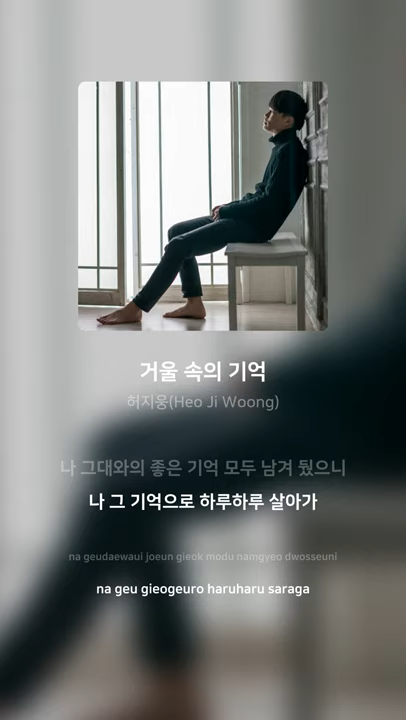 거울 속의 기억
허지웅(Heo Ji Woong)
나 그대와의 좋은 기억 모두 남겨 뒀으니
나 그 기억으로 하루하루 살아가
na geudaewaui joeun gieok modu namgyeo dwosseuni
na geu gieogeuro haruharu saraga